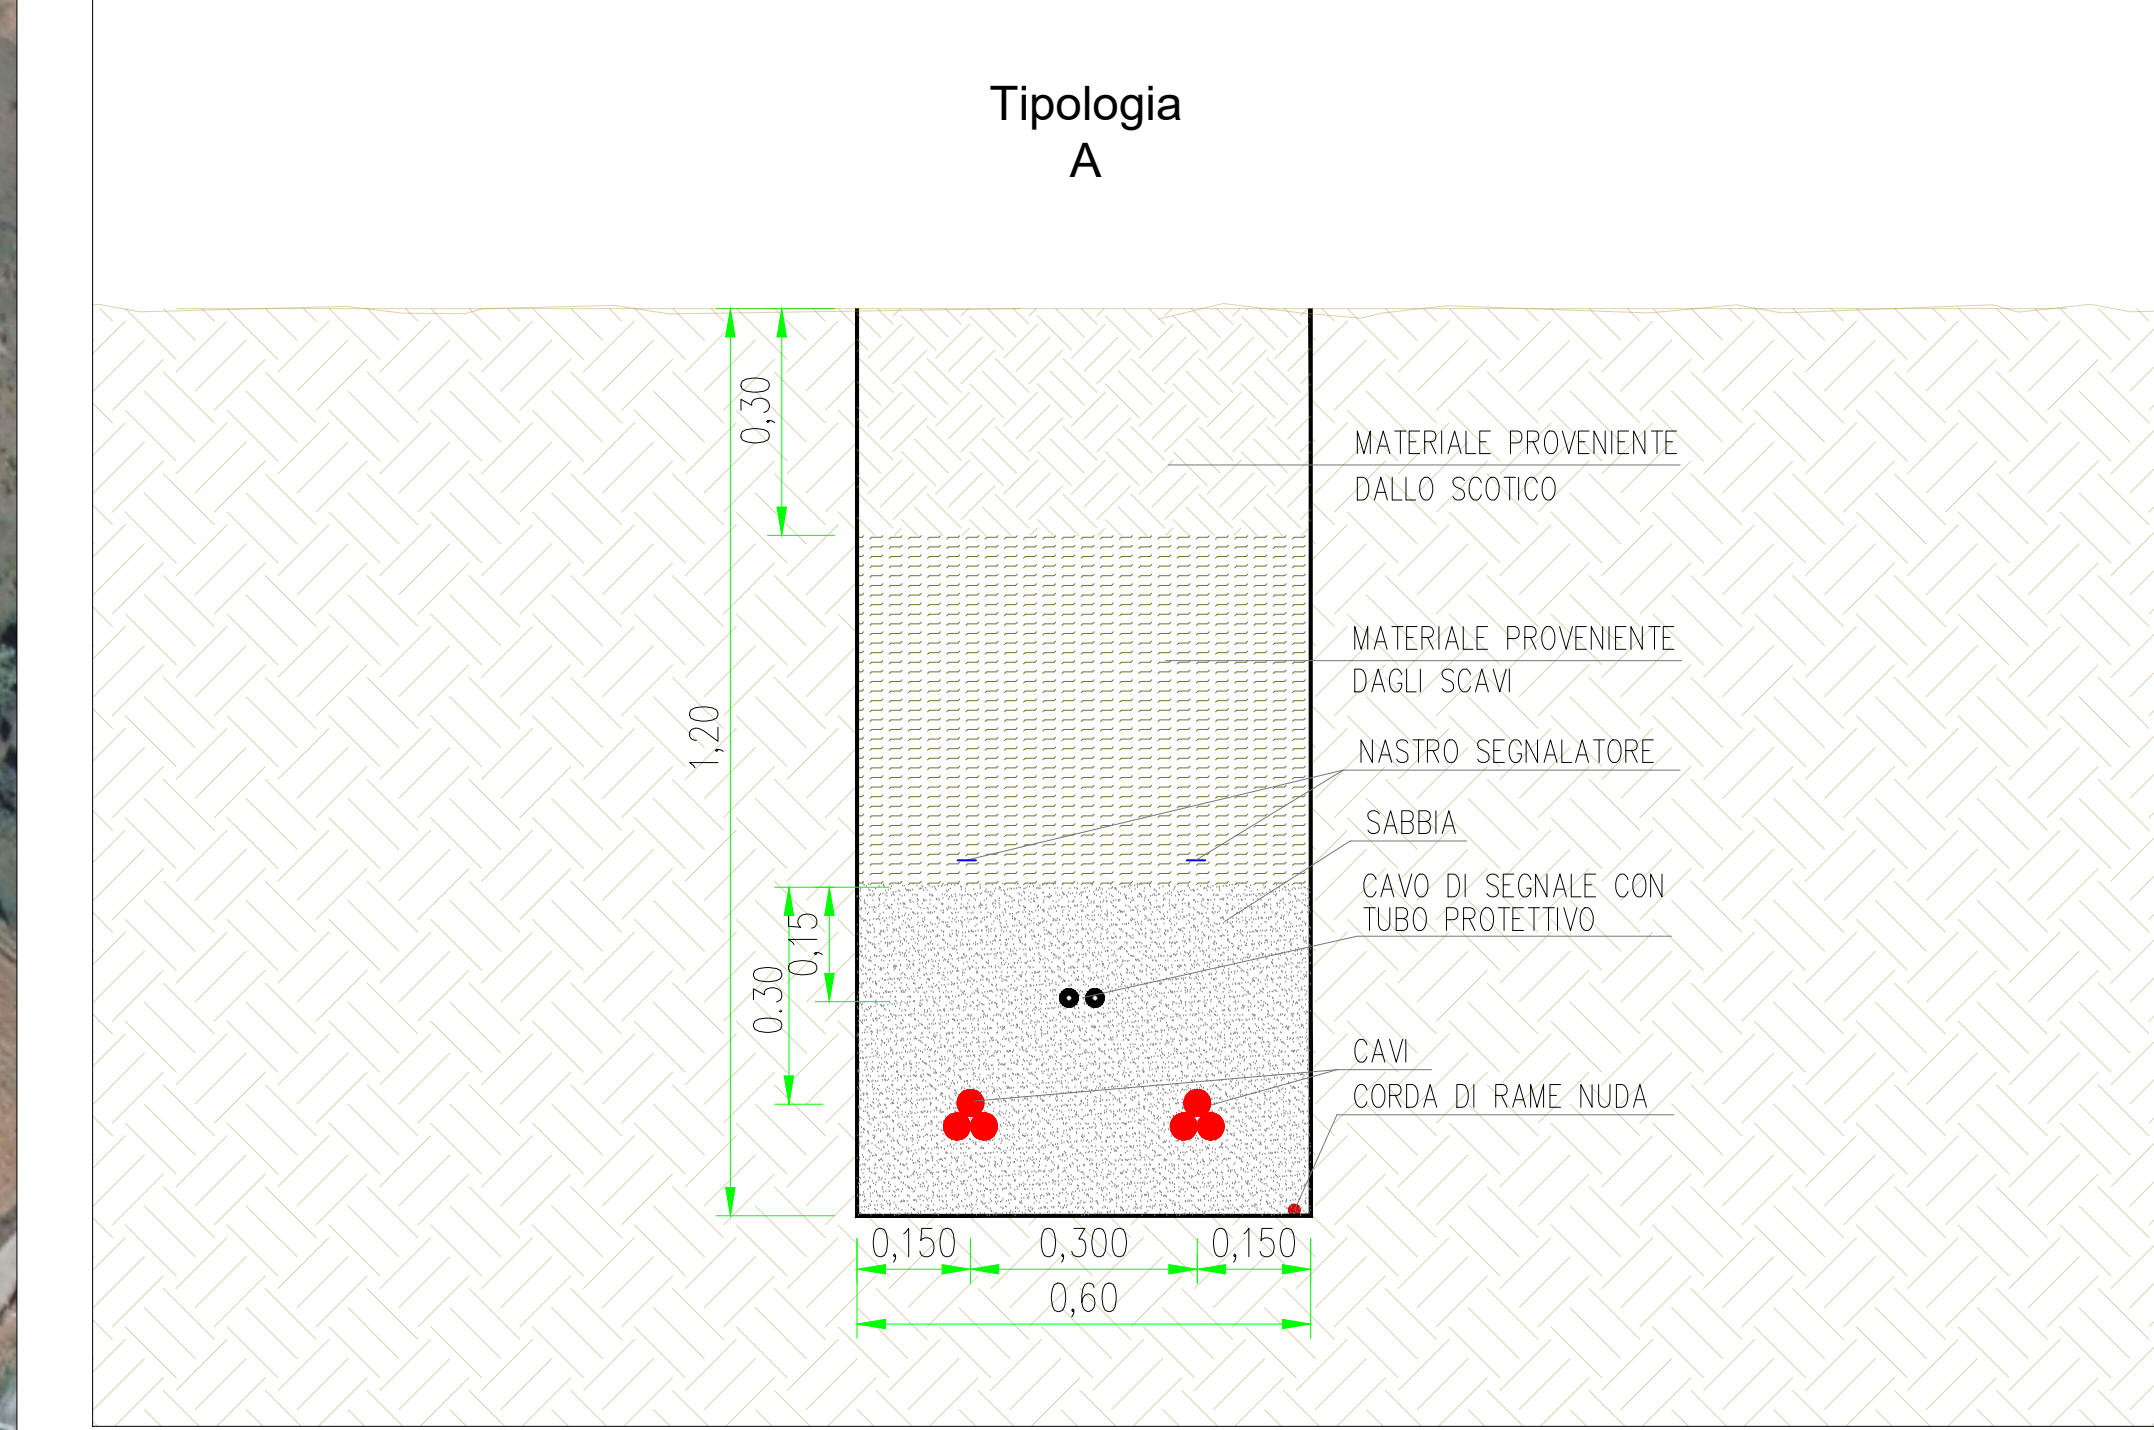 Tipologia
A
0,30
MATERIALE PROVENIENTE
DALLO SCOTICO
MATERIALE PROVENIENTE
DAGLI SCAVI
1,20
NASTRO SEGNALATORE
SABBIA
CAVO DI SEGNALE CON
TUBO PROTETTIVO
0,15
0.30
CAVI
CORDA DI RAME NUDA
0,150 0,300 0,150
0,60